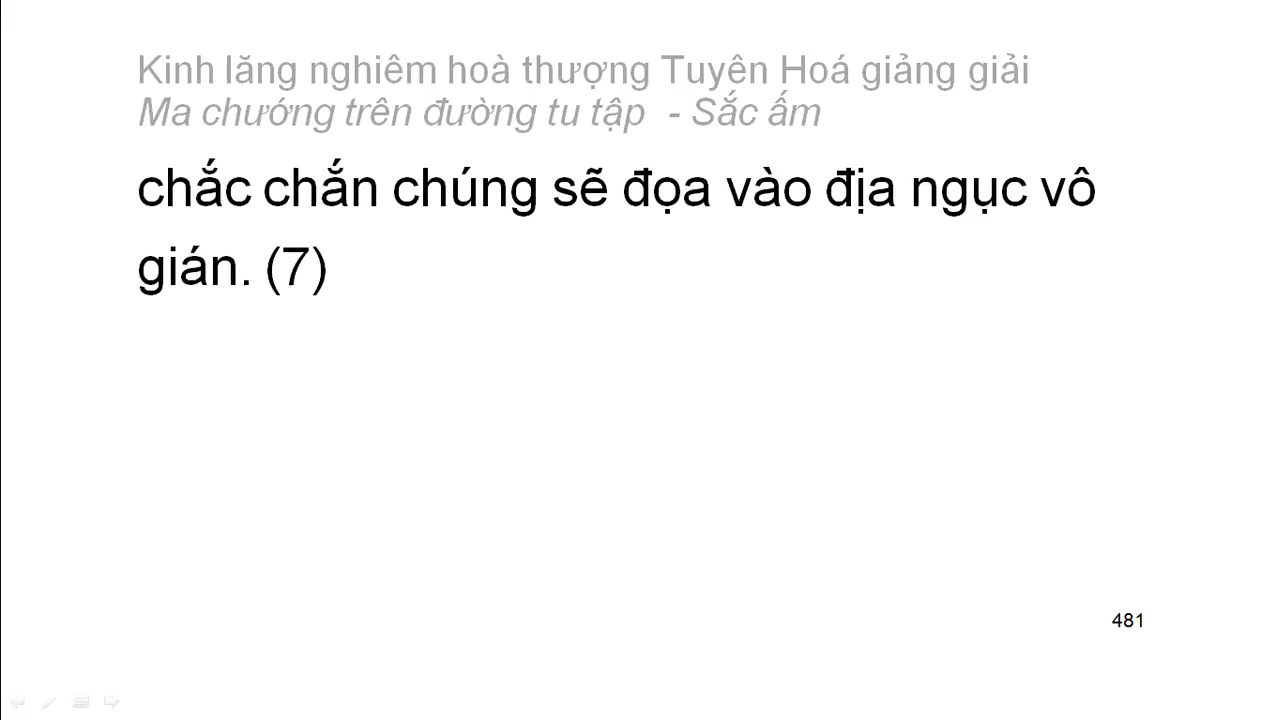 Kinh lăng nghiêm hoà thượng Tuyên Hoá giảng giải
Ma chướng trên đường tu tập - Sắc ấm
chắc chắn chúng sẽ đọa vào địa ngục vô
gián. (7)
481